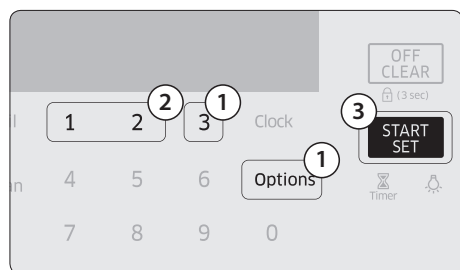 OFF
CLEAR
(3 sec)
2 1 3
1 2 3 Clock
START
SET
1
4 5 6 Options
Timer
7 8 9 0